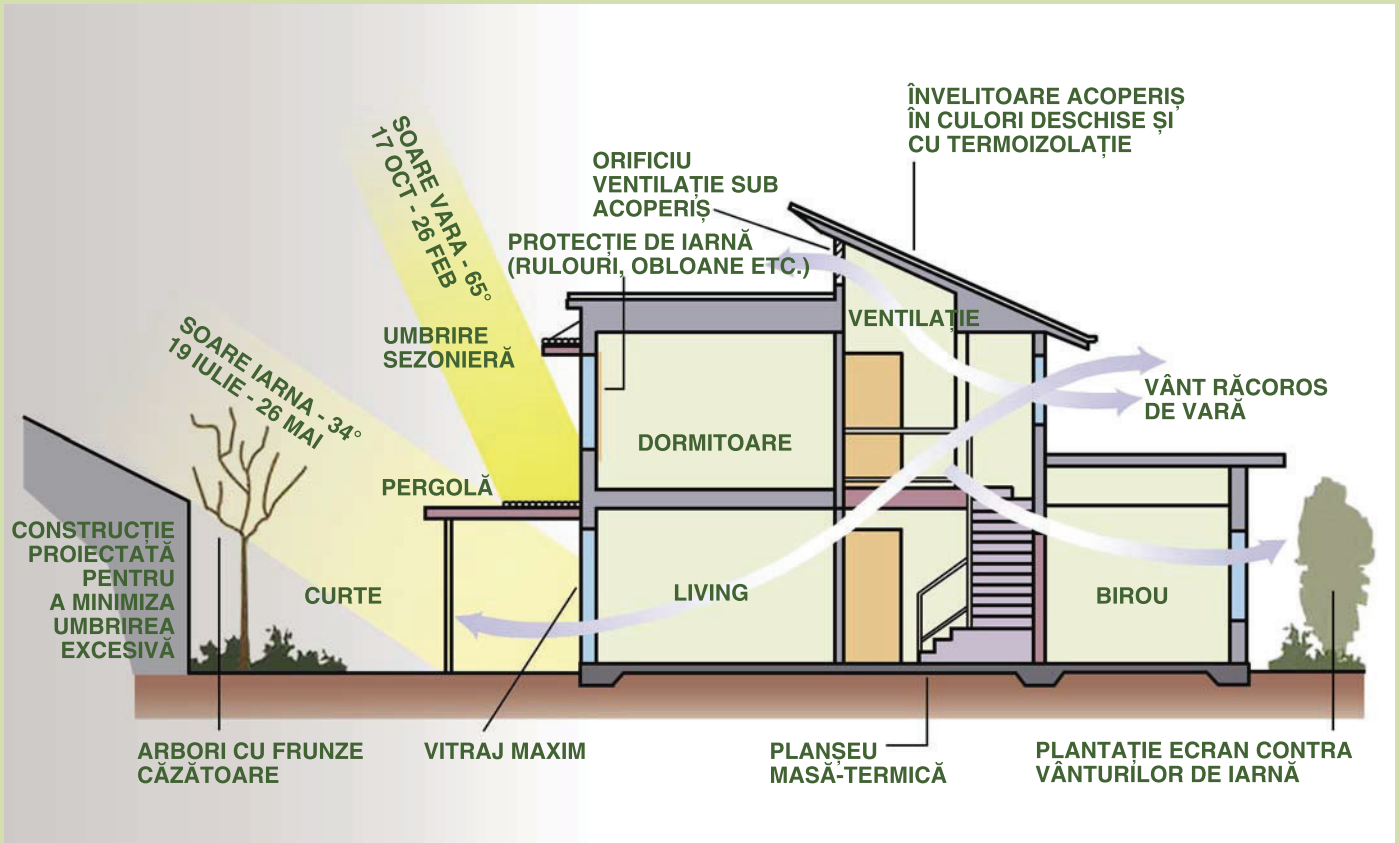 ÎNVELITOARE ACOPERIȘ
ÎN CULORI DESCHISE ȘI
CU TERMOIZOLAȚIE
SOARE VARA - 65°
17 OCT - 26 FEB
ORIFICIU
VENTILAȚIE SUB
ACOPERIȘ
PROTECȚIE DE IARNĂ
(RULOURI, OBLOANE ETC.)
SOARE IARNA - 34°
19 IULIE - 26 MAI
UMBRIRE
SEZONIERĂ
VENTILAȚIE
VÂNT RĂCOROS
DE VARĂ
DORMITOARE
PERGOLĂ
CONSTRUCȚIE
PROIECTATĂ
PENTRU
A MINIMIZA
UMBRIREA
EXCESIVĂ
CURTE
LIVING
BIROU
ARBORI CU FRUNZE
CĂZĂTOARE
VITRAJ MAXIM
PLANȘEU
MASĂ-TERMICĂ
PLANTAȚIE ECRAN CONTRA
VÂNTURILOR DE IARNĂ